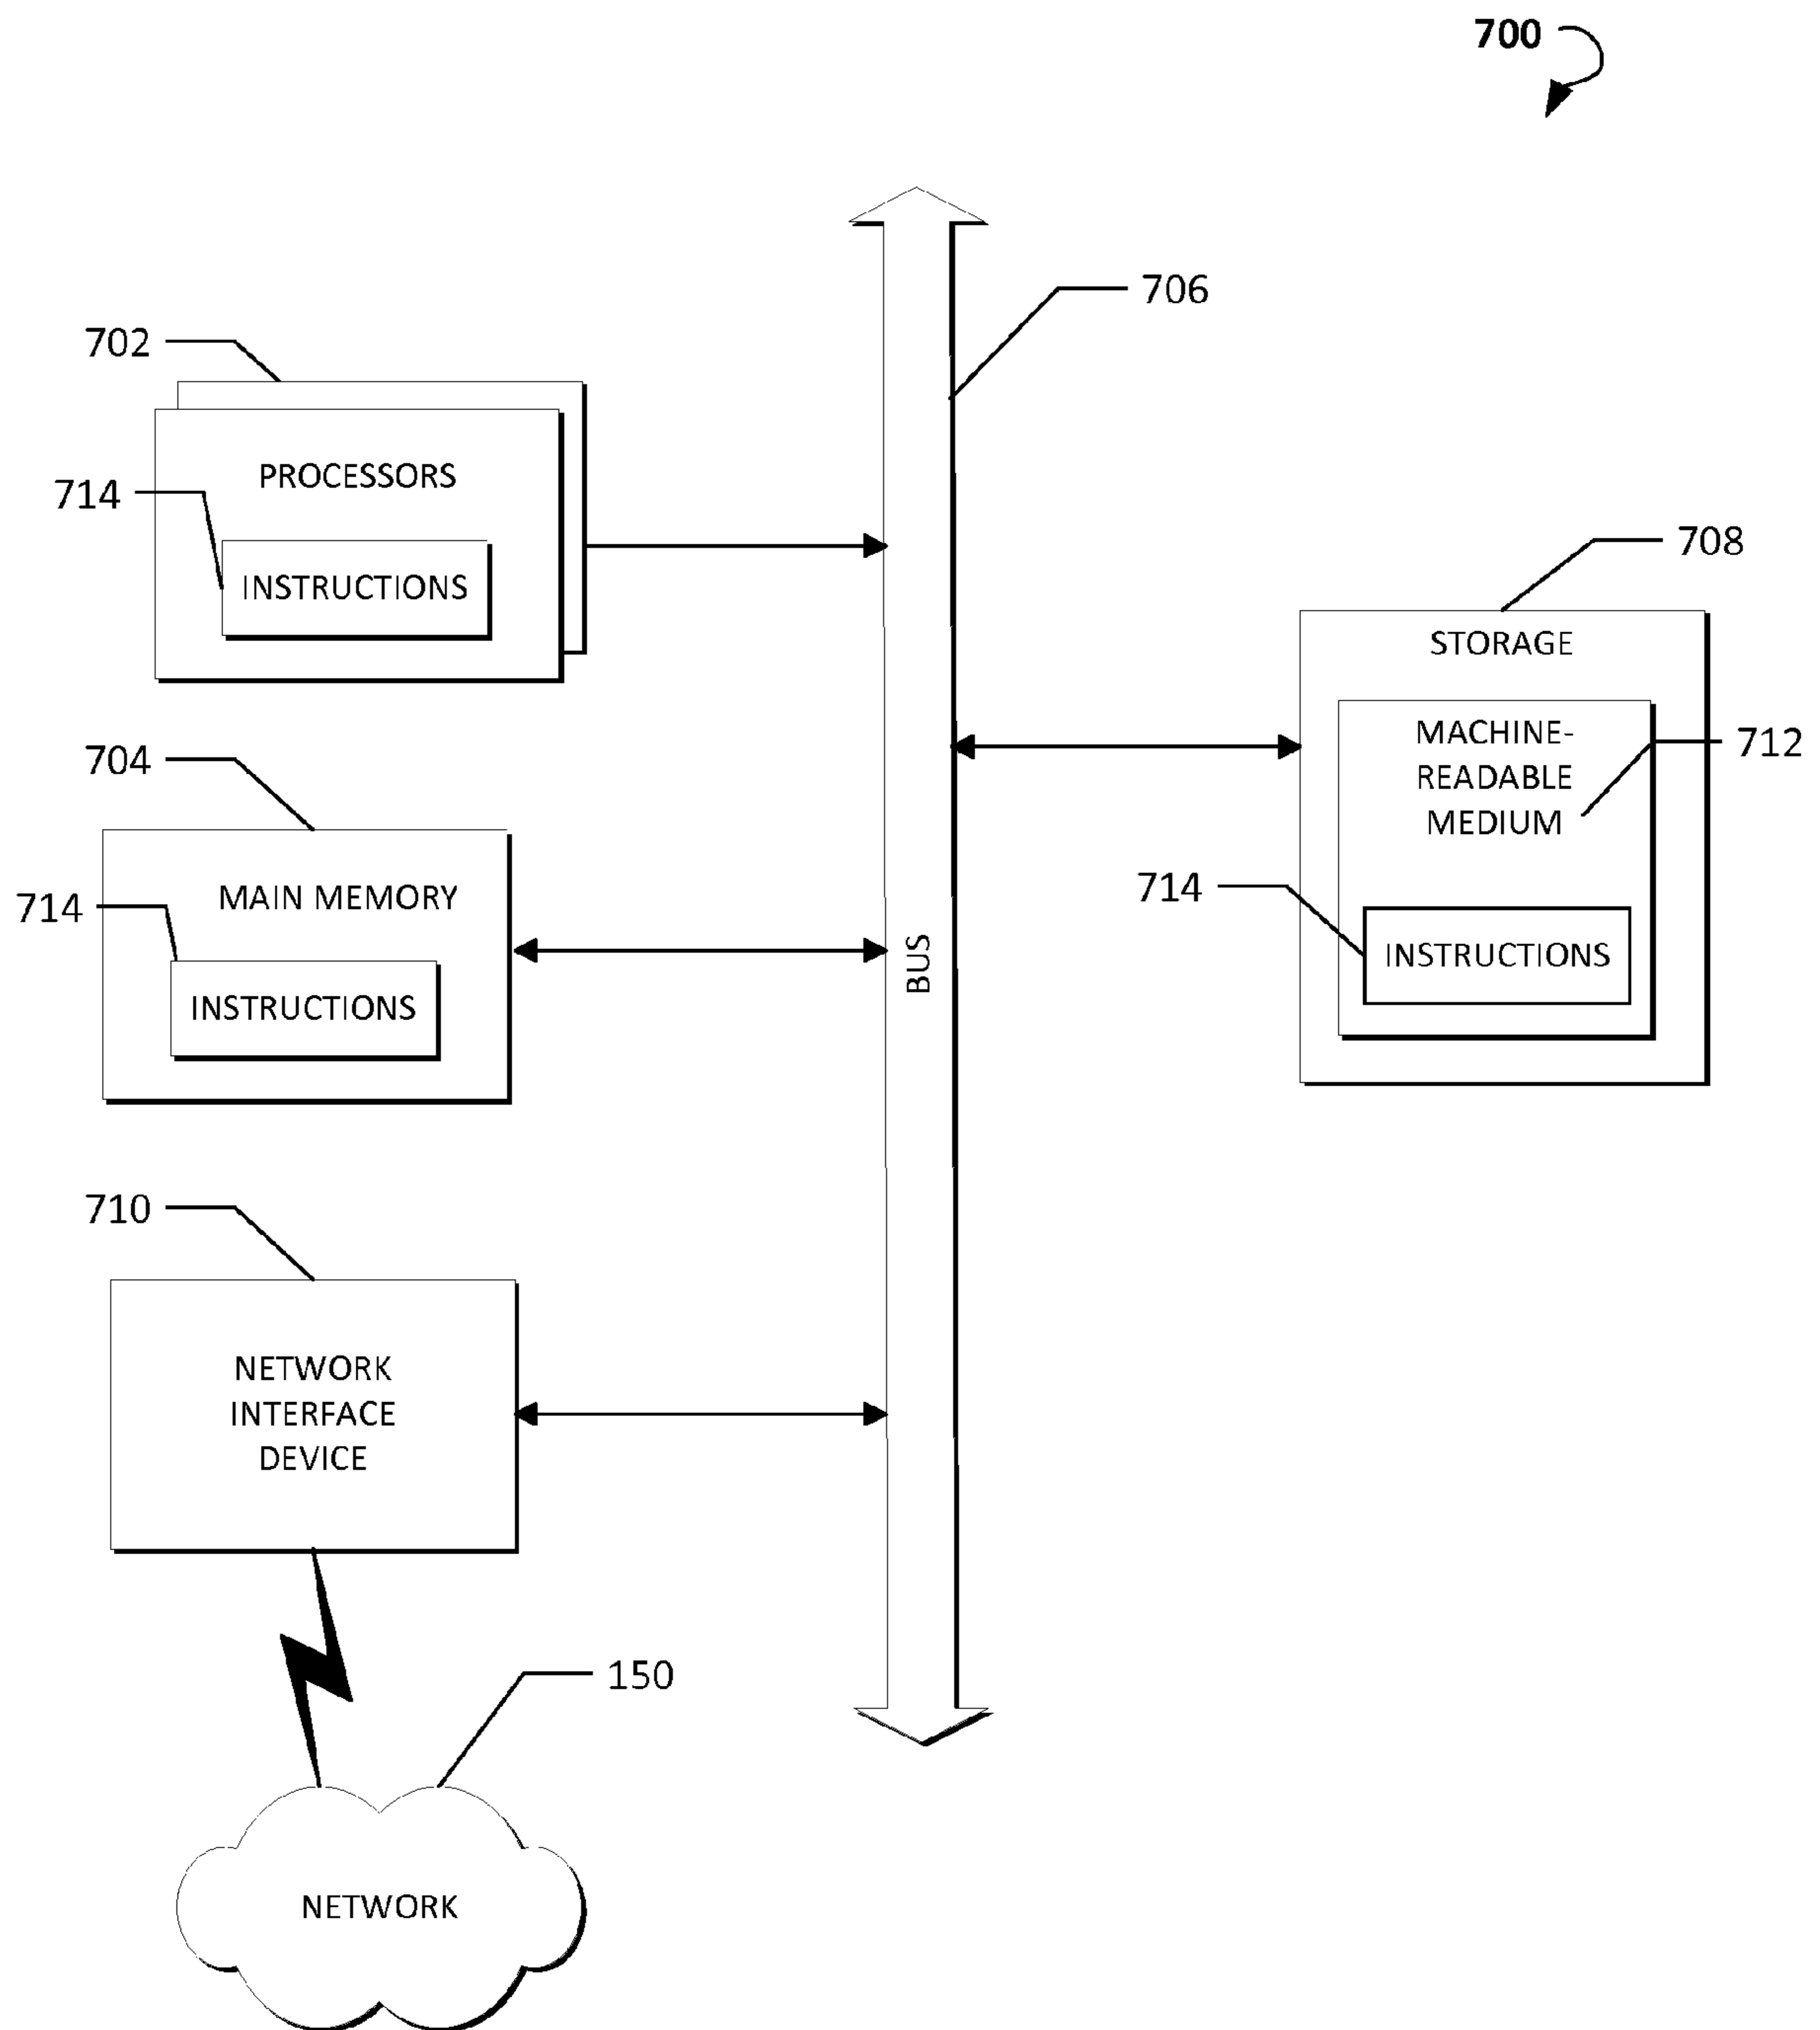 700
706
702
PROCESSORS
714
INSTRUCTIONS
708
STORAGE
MACHINE-
READABLE
MEDIUM
712
714
INSTRUCTIONS
704
MAIN MEMORY
714
INSTRUCTIONS
BUS
710
NETWORK
INTERFACE
DEVICE
150
NETWORK